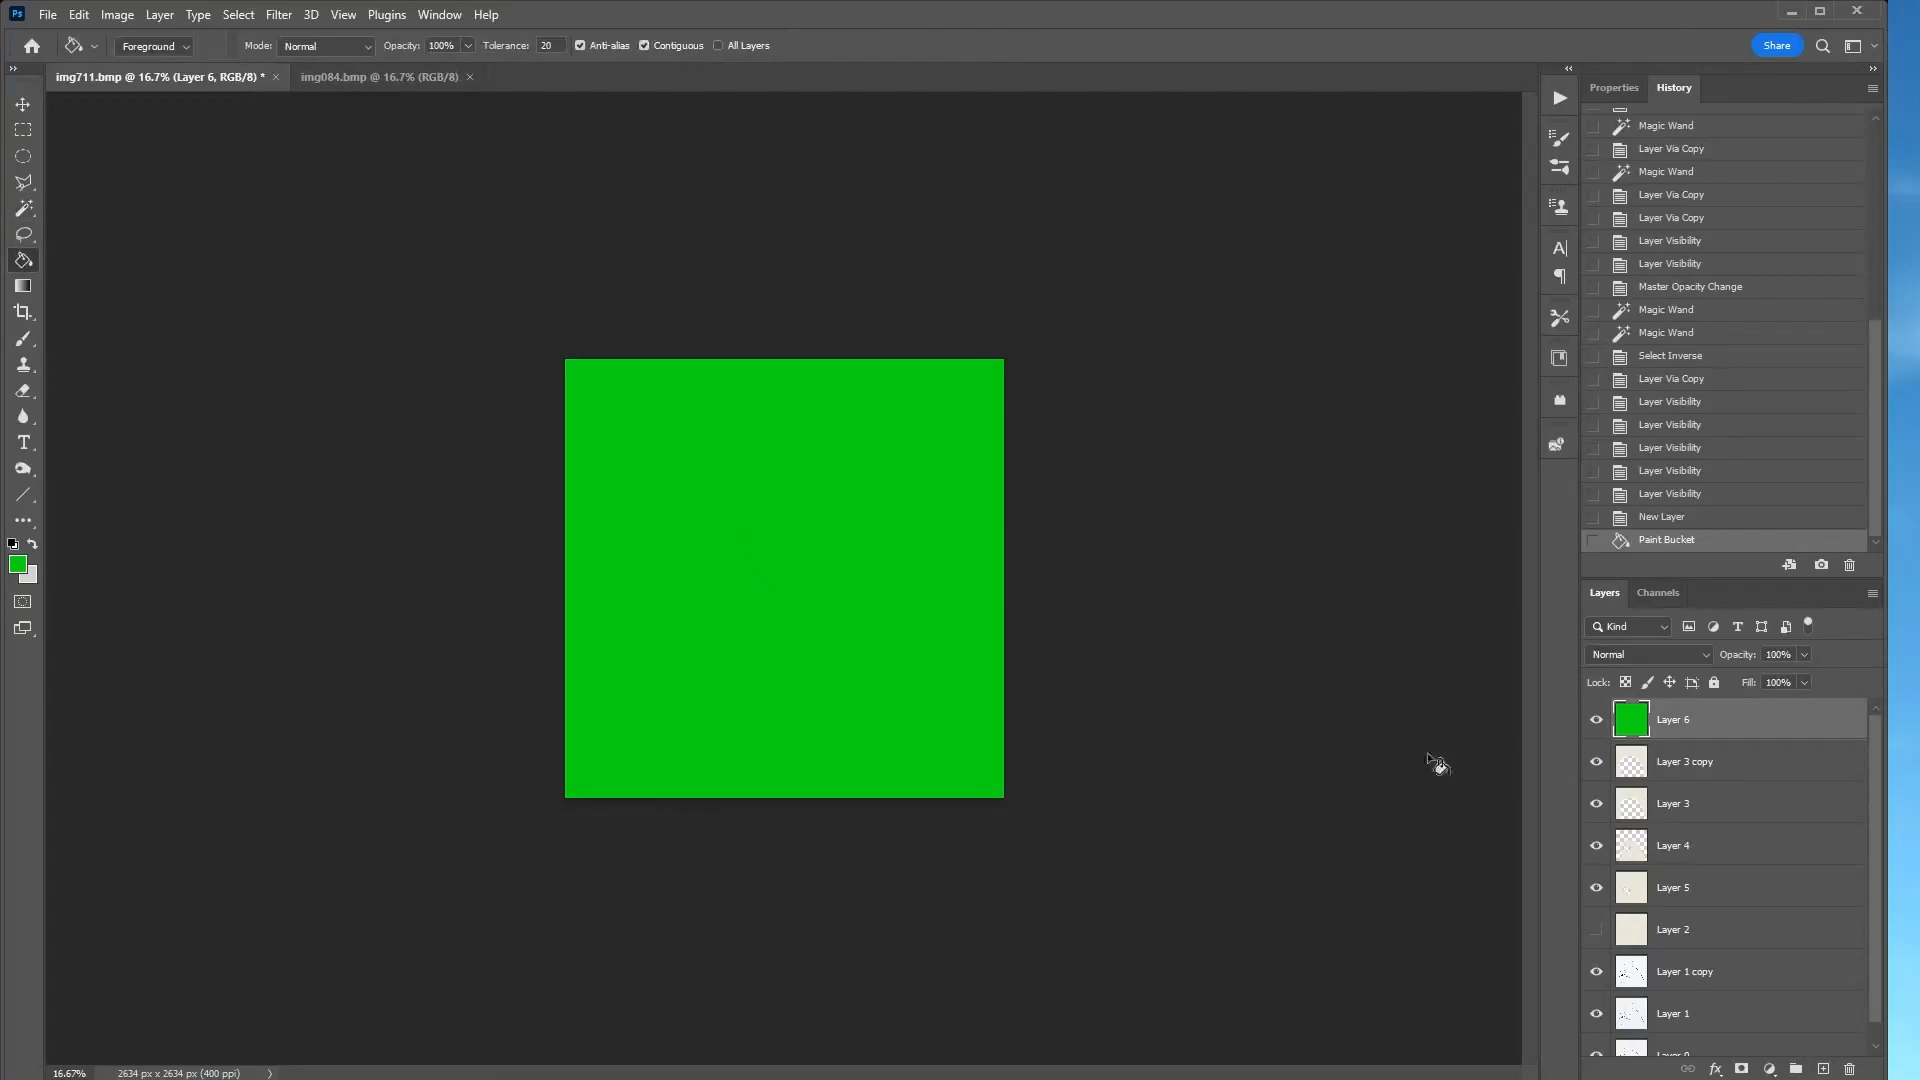 Ps File Edit Image Layer Type Select Filter 3D View Plugins Window Help
Foreground Mode: Normal Opacity: 100% Tolerance: 20 Anti-alias Contiguous All Layers Share
img711.bmp @ 16.7% (Layer 6, RGB/8) * × img084.bmp @ 16.7% (RGB/8) ×
Properties History
Magic Wand
Layer Via Copy
Magic Wand
Layer Via Copy
Layer Via Copy
Layer Visibility
Layer Visibility
Master Opacity Change
Magic Wand
Magic Wand
Select Inverse
Layer Via Copy
Layer Visibility
Layer Visibility
Layer Visibility
Layer Visibility
Layer Visibility
New Layer
Paint Bucket
Layers Channels
Kind
Normal Opacity: 100%
Lock: Fill: 100%
Layer 6
Layer 3 copy
Layer 3
Layer 4
Layer 5
Layer 2
Layer 1 copy
Layer 1
fx
16.67% 2634 px x 2634 px (400 ppi)